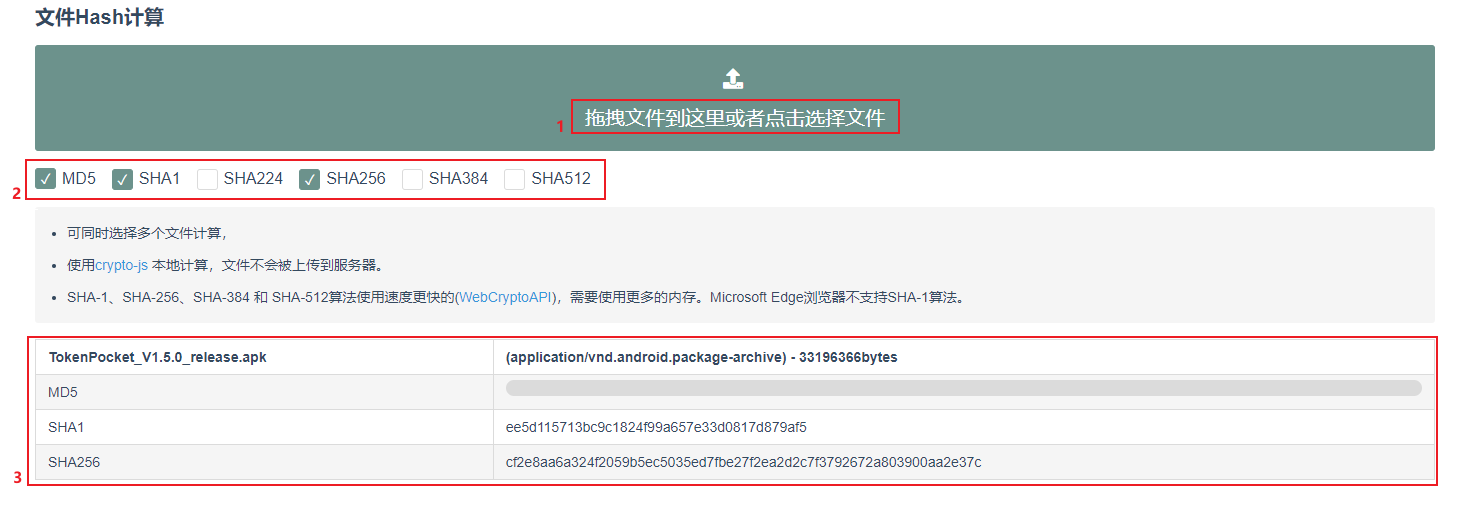 文件Hash计算
1 拖拽文件到这里或者点击选择文件
2 MD5 SHA1 SHA224 SHA256 SHA384 SHA512
• 可同时选择多个文件计算，
• 使用crypto-js 本地计算，文件不会被上传到服务器。
• SHA-1、SHA-256、SHA-384 和 SHA-512算法使用速度更快的(WebCryptoAPI)，需要使用更多的内存。Microsoft Edge浏览器不支持SHA-1算法。
TokenPocket_V1.5.0_release.apk (application/vnd.android.package-archive) - 33196366bytes
MD5
SHA1 ee5d115713bc9c1824f99a657e33d0817d879af5
3 SHA256 cf2e8aa6a324f2059b5ec5035ed7fbe27f2ea2d2c7f3792672a803900aa2e37c